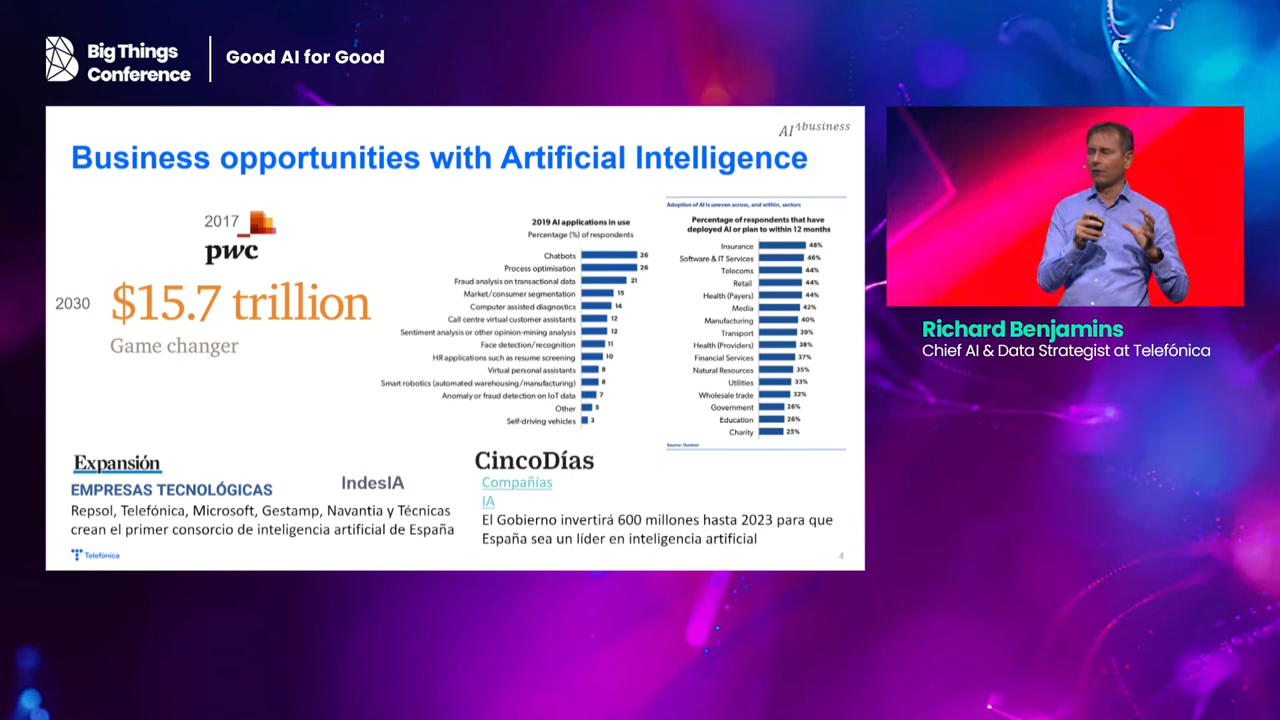 Big Things
Conference
Good AI for Good
AI4business
Business opportunities with Artificial Intelligence
2017
pwc
2030
$15.7 trillion
Game changer
2019 AI applications in use
Percentage (%) of respondents
Chatbots 26
Process optimisation 26
Fraud analysis on transactional data 21
Market/consumer segmentation 15
Computer assisted diagnostics 14
Call centre virtual customer assistants 12
Sentiment analysis or other opinion-mining analysis 12
Face detection/recognition 11
HR applications such as resume screening 10
Virtual personal assistants 8
Smart robotics (automated warehousing/manufacturing) 8
Anomaly or fraud detection on IoT data 7
Other 5
Self-driving vehicles 3
Adoption of AI is uneven across, and within, sectors
Percentage of respondents that have
deployed AI or plan to within 12 months
Insurance 48%
Software & IT Services 46%
Telecoms 44%
Retail 44%
Health (Payers) 44%
Media 42%
Manufacturing 40%
Transport 39%
Health (Providers) 38%
Financial Services 37%
Natural Resources 35%
Utilities 33%
Wholesale trade 32%
Government 26%
Education 26%
Charity 25%
Source: Gartner
Expansión
EMPRESAS TECNOLÓGICAS
IndesIA
Repsol, Telefónica, Microsoft, Gestamp, Navantia y Técnicas
crean el primer consorcio de inteligencia artificial de España
CincoDías
Compañías
IA
El Gobierno invertirá 600 millones hasta 2023 para que
España sea un líder en inteligencia artificial
Telefónica
4
Richard Benjamins
Chief AI & Data Strategist at Telefónica